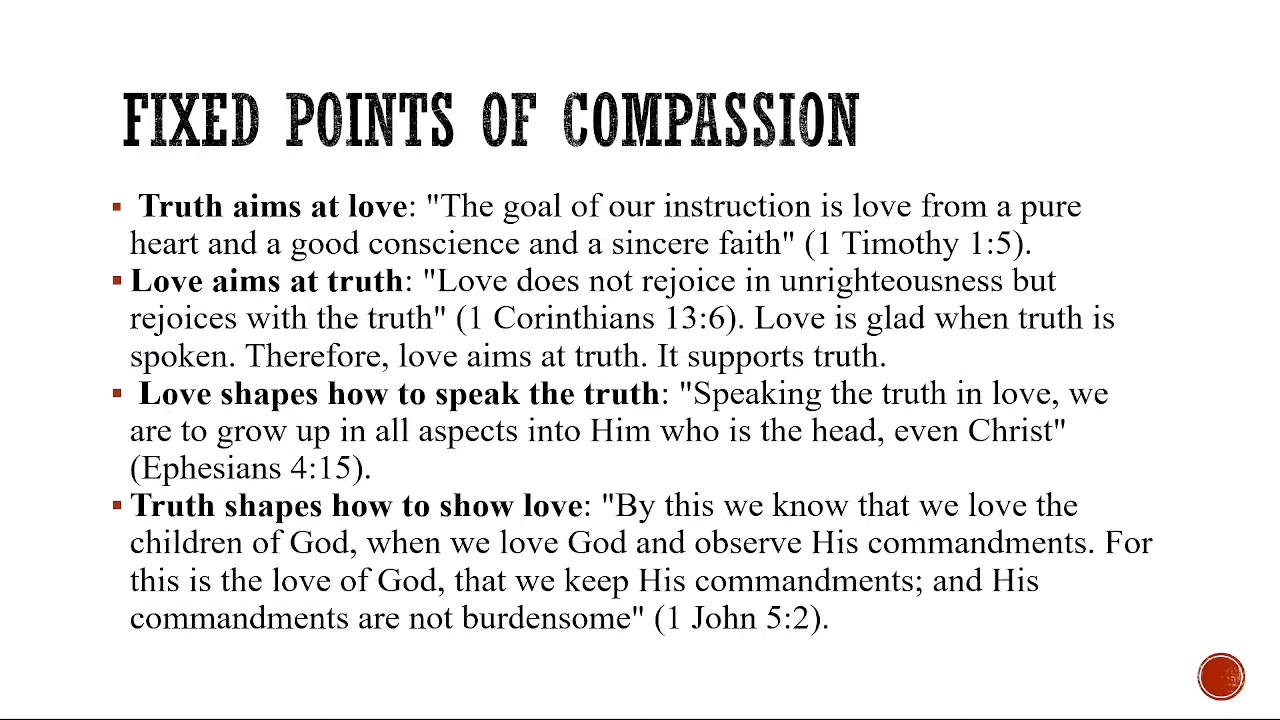 FIXED POINTS OF COMPASSION
▪ Truth aims at love: "The goal of our instruction is love from a pure
heart and a good conscience and a sincere faith" (1 Timothy 1:5).
▪ Love aims at truth: "Love does not rejoice in unrighteousness but
rejoices with the truth" (1 Corinthians 13:6). Love is glad when truth is
spoken. Therefore, love aims at truth. It supports truth.
▪ Love shapes how to speak the truth: "Speaking the truth in love, we
are to grow up in all aspects into Him who is the head, even Christ"
(Ephesians 4:15).
▪ Truth shapes how to show love: "By this we know that we love the
children of God, when we love God and observe His commandments. For
this is the love of God, that we keep His commandments; and His
commandments are not burdensome" (1 John 5:2).